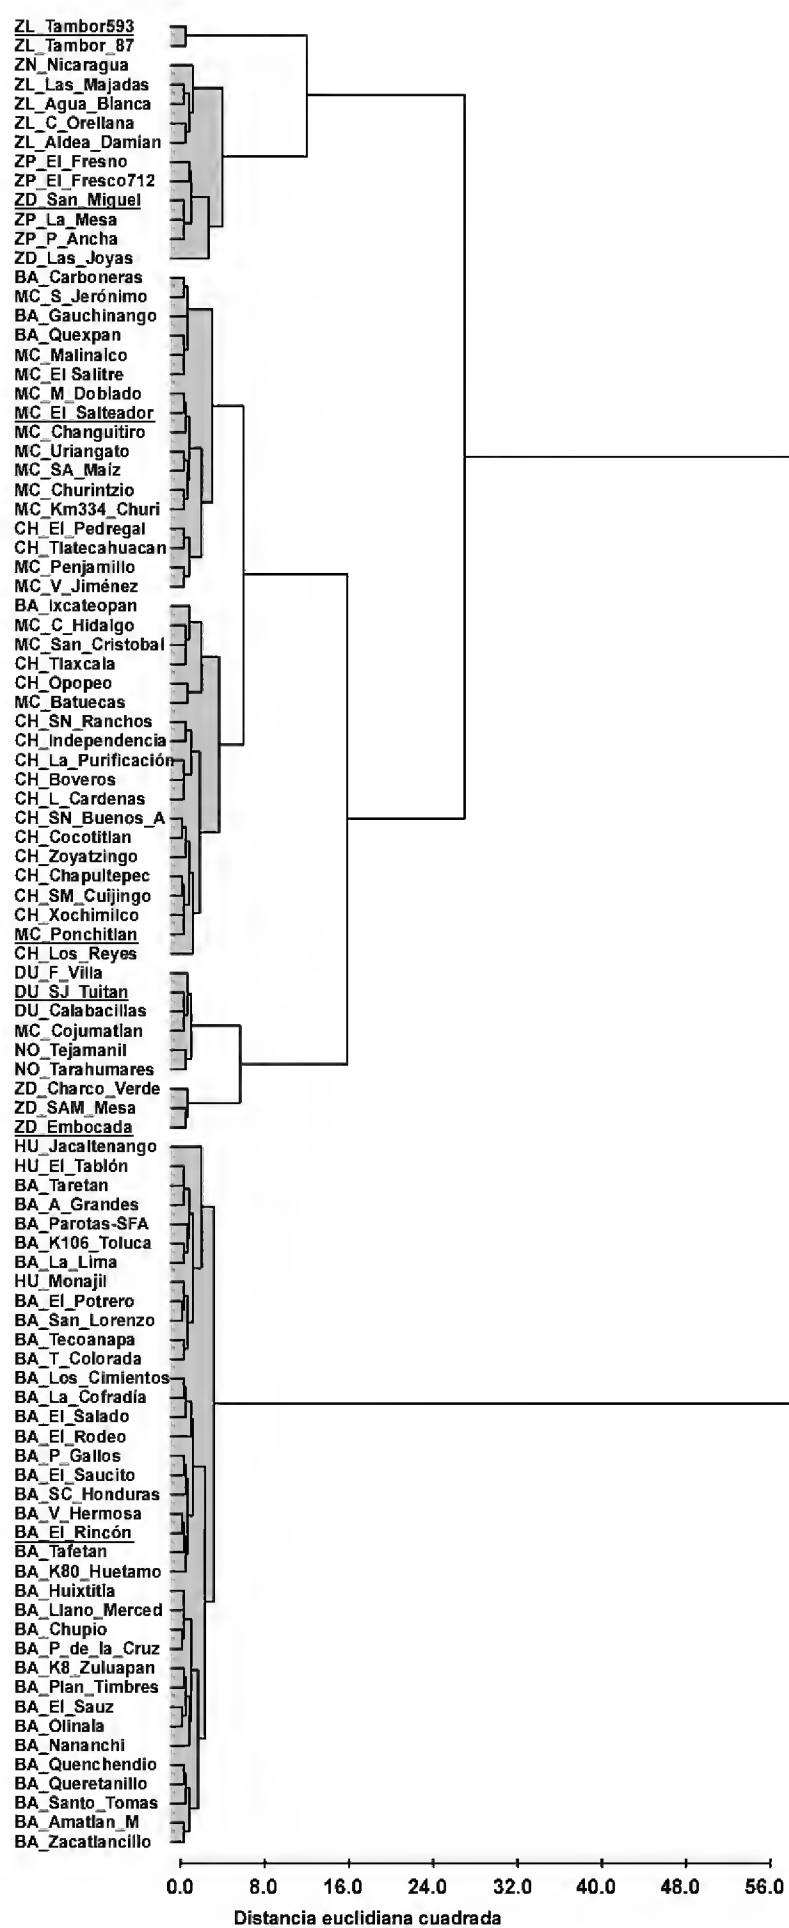 ZL_Tambor593
ZL_Tambor_87
ZN_Nicaragua
ZL_Las_Majadas
ZL_Agua_Blanca
ZL_C_Orellana
ZL_Aldea_Damían
ZP_El_Fresno
ZP_El_Fresco712
ZD_San_Miguel
ZP_La_Mesa
ZP_P_Ancha
ZD_Las_Joyas
BA_Carboneras
MC_S_Jerónimo
BA_Gauchinango
BA_Quexpan
MC_Malinalco
MC_El Salitre
MC_M_Doblado
MC_El_Salteador
MC_Changuitiro
MC_Uriangato
MC_SA_Maíz
MC_Churintzio
MC_Km334_Churi
CH_El_Pedregal
CH_Tlatecahuacan
MC_Penjamillo
MC_V_Jiménez
BA_Ixcateopan
MC_C_Hidalgo
MC_San_Cristobal
CH_Tlaxcala
CH_Opopeo
MC_Batuecas
CH_SN_Ranchos
CH_Independencia
CH_La_Purificación
CH_Boveros
CH_L_Cardenas
CH_SN_Buenos_A
CH_Cocotitlan
CH_Zoyatzingo
CH_Chapultepec
CH_SM_Cuijingo
CH_Xochimilco
MC_Ponchitlan
CH_Los_Reyes
DU_F_Villa
DU_SJ_Tuitan
DU_Calabacillas
MC_Cojumatlan
NO_Tejamanil
NO_Tarahumares
ZD_Charco_Verde
ZD_SAM_Mesa
ZD_Embocada
HU_Jacaltenango
HU_El_Tablón
BA_Taretan
BA_A_Grandes
BA_Parotas-SFA
BA_K106_Toluca
BA_La_Lima
HU_Monajil
BA_El_Potrero
BA_San_Lorenzo
BA_Tecoanapa
BA_T_Colorada
BA_Los_Cimientos
BA_La_Cofradía
BA_El_Salado
BA_El_Rodeo
BA_P_Gallos
BA_El_Saucito
BA_SC_Honduras
BA_V_Hermosa
BA_El_Rincón
BA_Tafetan
BA_K80_Huetamo
BA_Huixtitla
BA_Llano_Merced
BA_Chupio
BA_P_de_la_Cruz
BA_K8_Zuluapan
BA_Plan_Timbres
BA_El_Sauz
BA_Olinala
BA_Nananchi
BA_Quenchendio
BA_Queretanillo
BA_Santo_Tomas
BA_Amatlan_M
BA_Zacatlancillo
0.0 8.0 16.0 24.0 32.0 40.0 48.0 56.0
Distancia euclidiana cuadrada